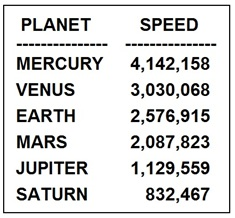 PLANET SPEED
--------------- ---------------
MERCURY 4,142,158
VENUS 3,030,068
EARTH 2,576,915
MARS 2,087,823
JUPITER 1,129,559
SATURN 832,467